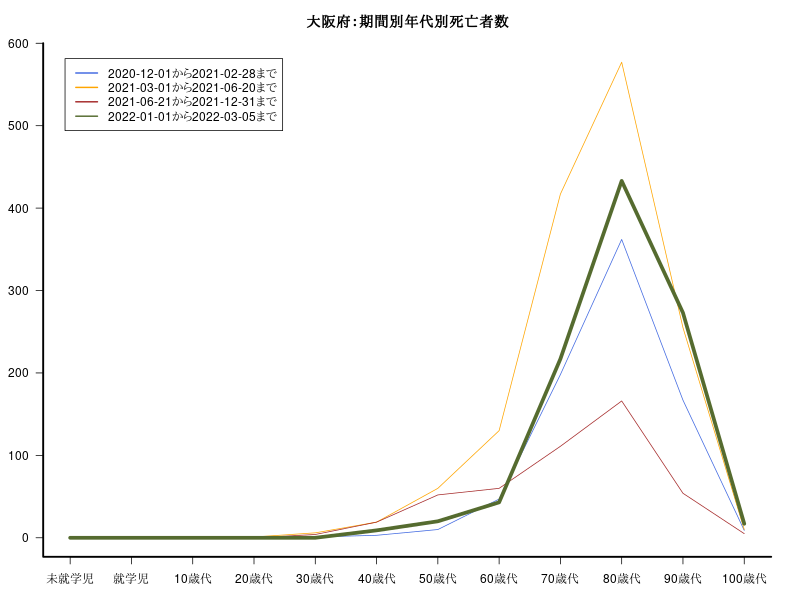 大阪府：期間別年代別死亡者数
600
500
400
300
200
100
0
2020-12-01から2021-02-28まで
2021-03-01から2021-06-20まで
2021-06-21から2021-12-31まで
2022-01-01から2022-03-05まで
未就学児 就学児 10歳代 20歳代 30歳代 40歳代 50歳代 60歳代 70歳代 80歳代 90歳代 100歳代